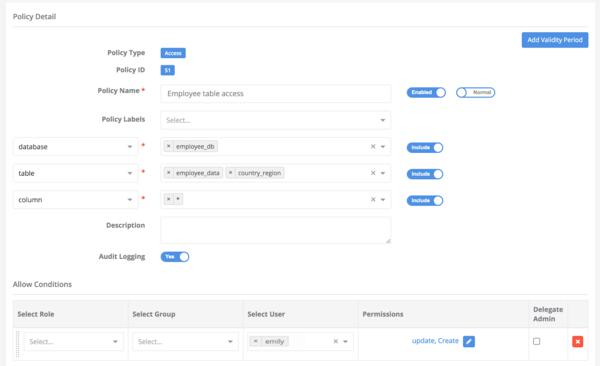 Policy Detail
Add Validity Period
Policy Type Access
Policy ID 51
Policy Name * Employee table access Enabled Normal
Policy Labels Select...
database * × employee_db × Include
table * × employee_data × country_region × Include
column * × * × Include
Description
Audit Logging Yes
Allow Conditions
Select Role Select Group Select User Permissions Delegate Admin
Select... Select... × emily × update, Create ×